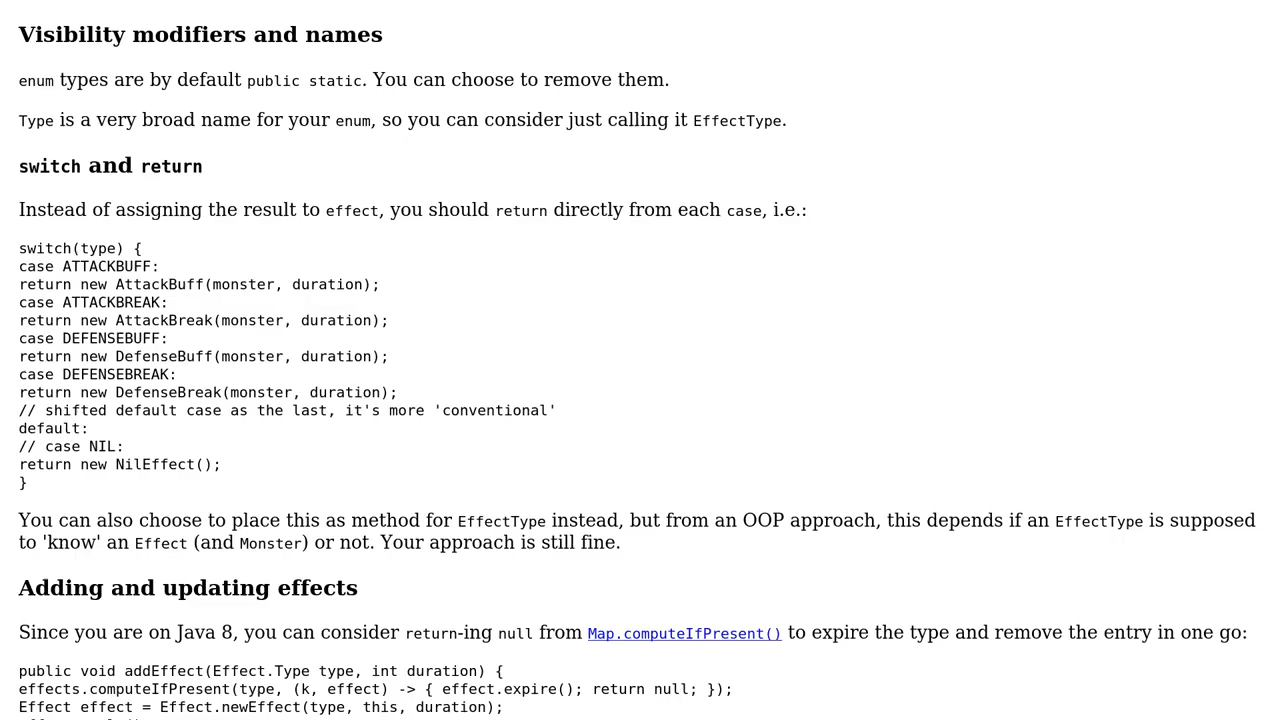 Visibility modifiers and names
enum types are by default public static. You can choose to remove them.
Type is a very broad name for your enum, so you can consider just calling it EffectType.
switch and return
Instead of assigning the result to effect, you should return directly from each case, i.e.:
switch(type) {
case ATTACKBUFF:
return new AttackBuff(monster, duration);
case ATTACKBREAK:
return new AttackBreak(monster, duration);
case DEFENSEBUFF:
return new DefenseBuff(monster, duration);
case DEFENSEBREAK:
return new DefenseBreak(monster, duration);
// shifted default case as the last, it's more 'conventional'
default:
// case NIL:
return new NilEffect();
}
You can also choose to place this as method for EffectType instead, but from an OOP approach, this depends if an EffectType is supposed
to 'know' an Effect (and Monster) or not. Your approach is still fine.
Adding and updating effects
Since you are on Java 8, you can consider return-ing null from Map.computeIfPresent() to expire the type and remove the entry in one go:
public void addEffect(Effect.Type type, int duration) {
effects.computeIfPresent(type, (k, effect) -> { effect.expire(); return null; });
Effect effect = Effect.newEffect(type, this, duration);